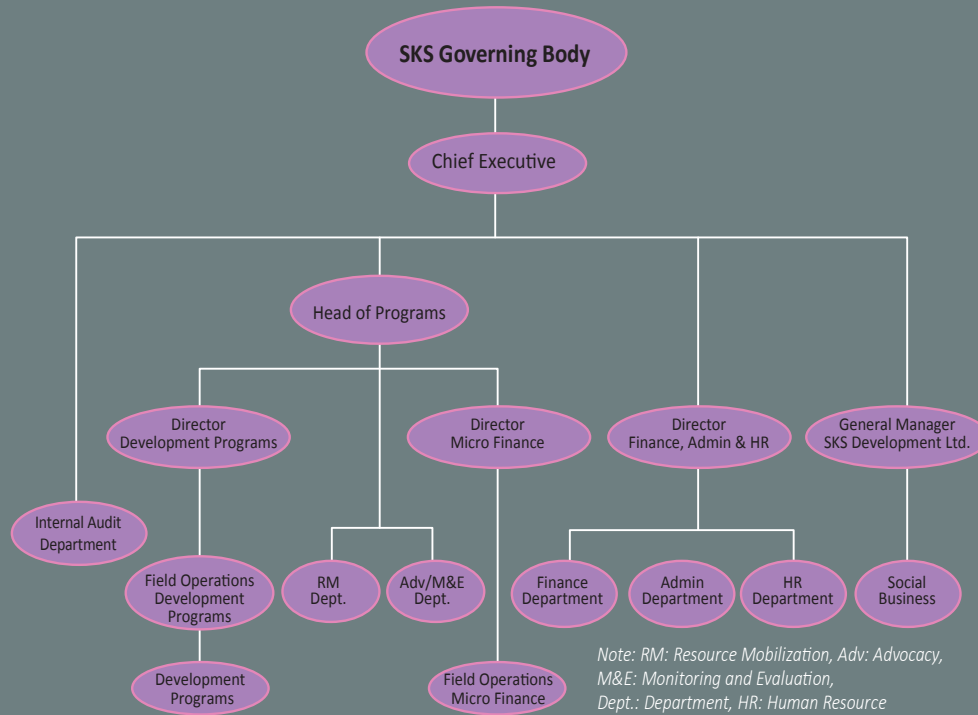 SKS Governing Body
Chief Executive
Head of Programs
Director
Development Programs
Director
Micro Finance
Director
Finance, Admin & HR
General Manager
SKS Development Ltd.
Internal Audit
Department
Field Operations
Development
Programs
RM
Dept.
Adv/M&E
Dept.
Finance
Department
Admin
Department
HR
Department
Social
Business
Development
Programs
Field Operations
Micro Finance
Note: RM: Resource Mobilization, Adv: Advocacy,
M&E: Monitoring and Evaluation,
Dept.: Department, HR: Human Resource